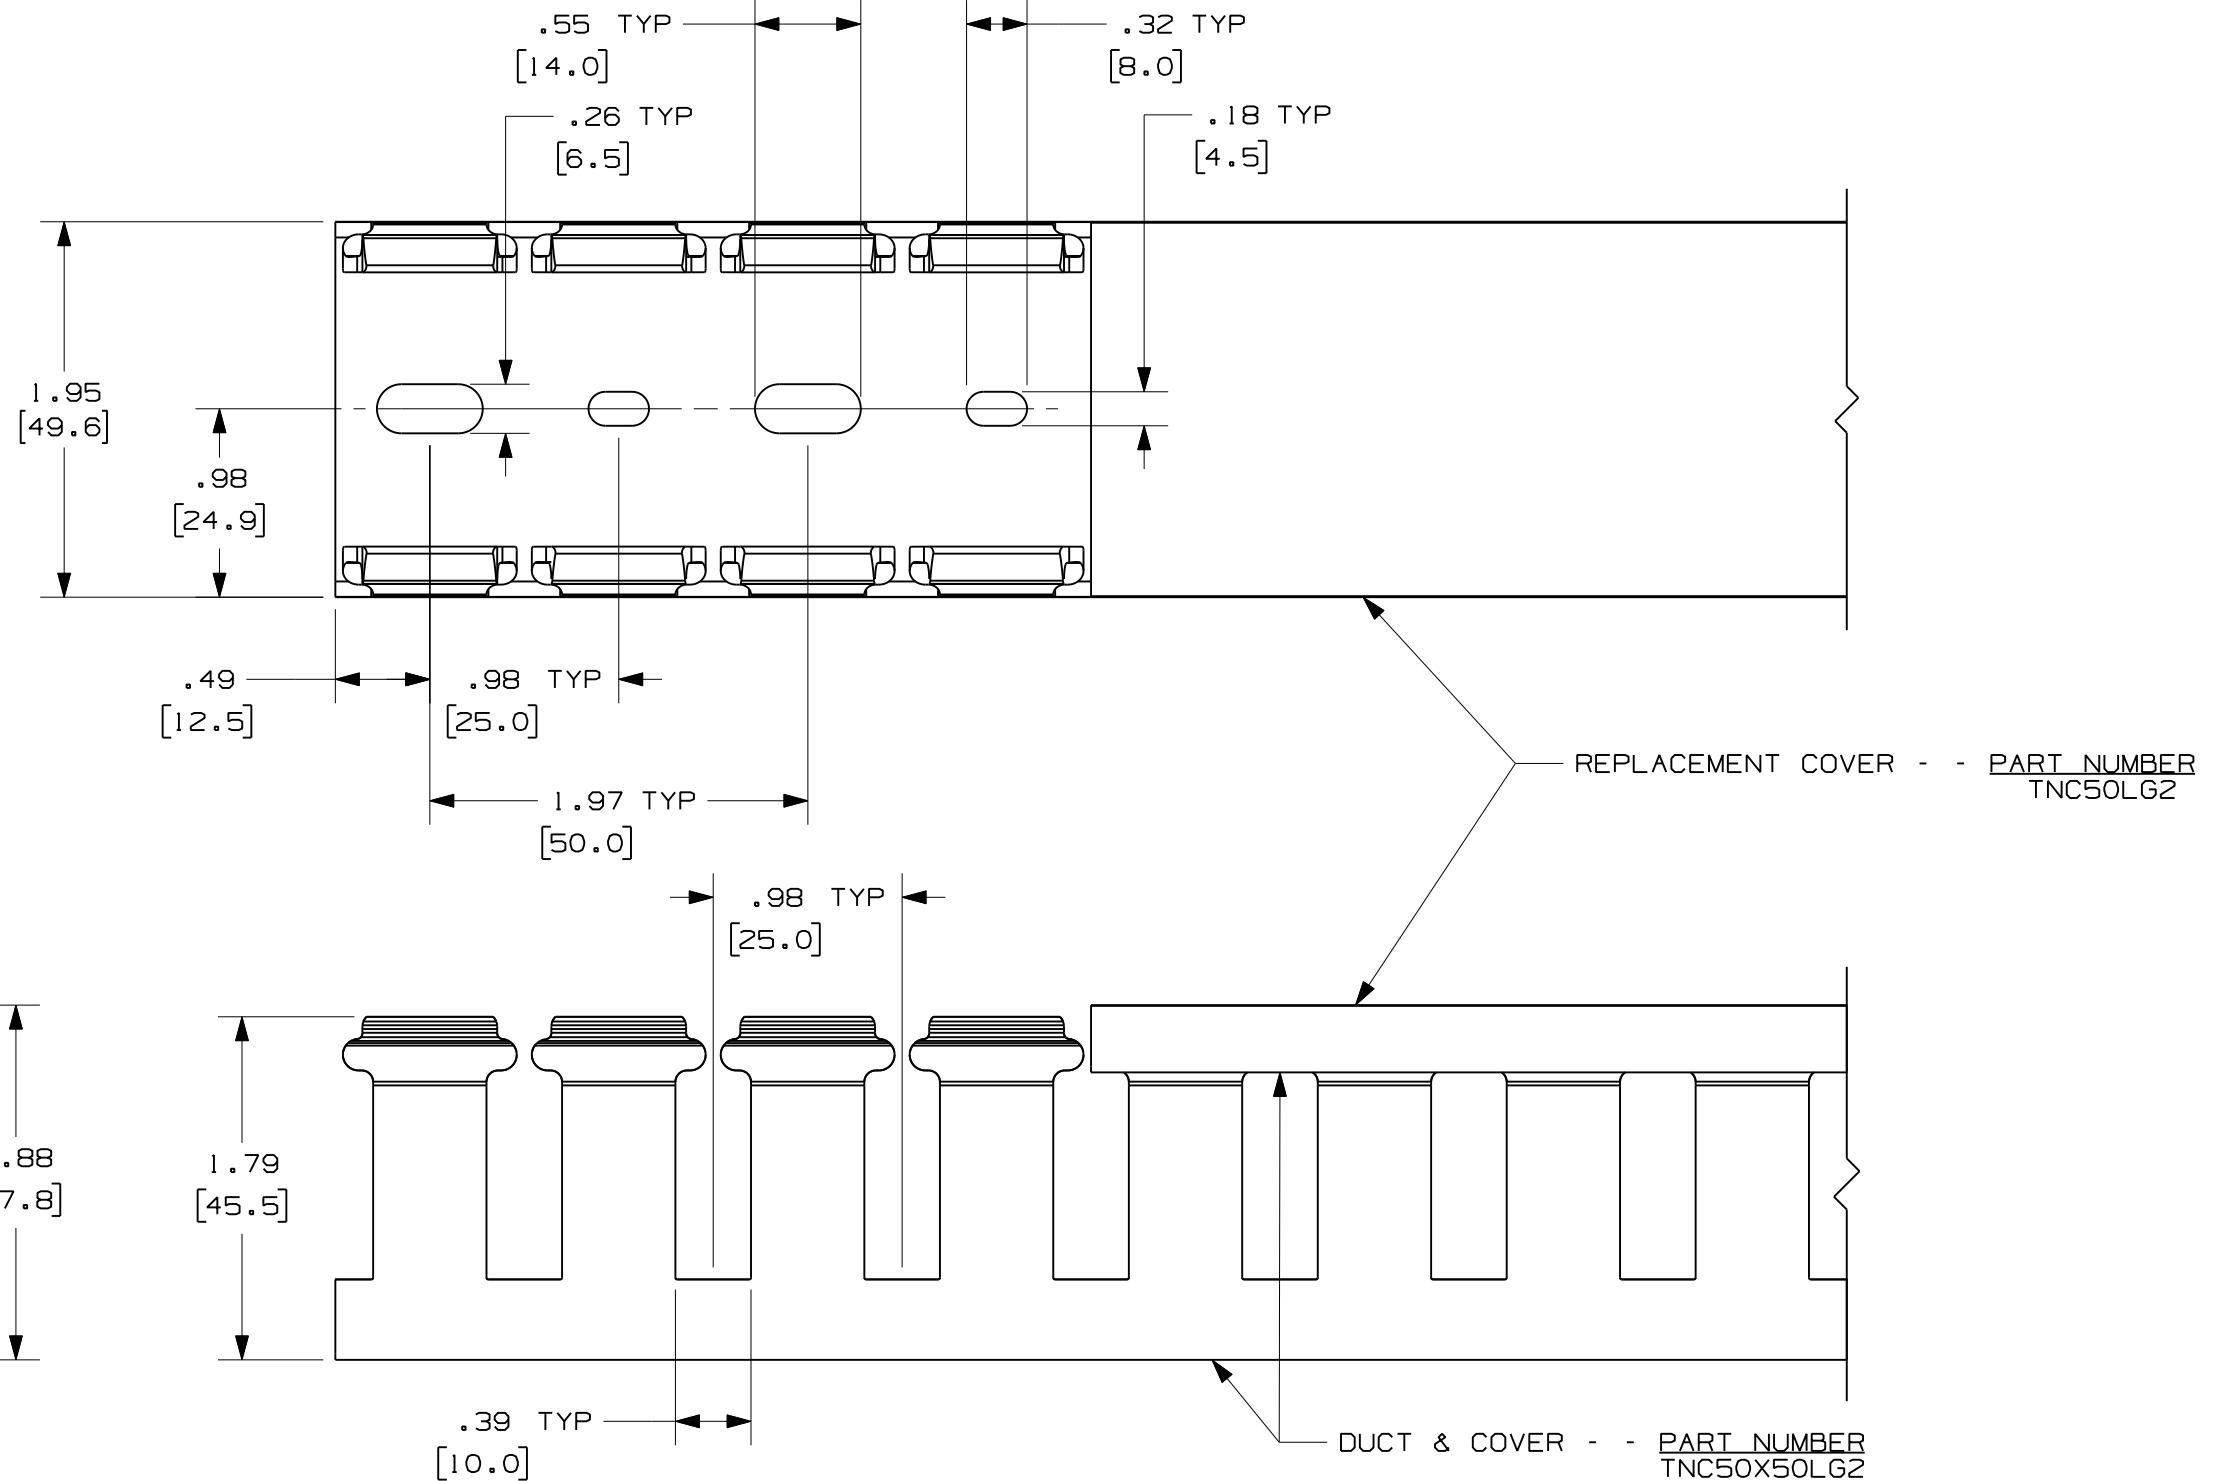 .55 TYP
[14.0]
.32 TYP
[8.0]
.26 TYP
[6.5]
.18 TYP
[4.5]
1.95
[49.6]
.98
[24.9]
.49
[12.5]
.98 TYP
[25.0]
REPLACEMENT COVER - - PART NUMBER
TNC50LG2
1.97 TYP
[50.0]
.98 TYP
[25.0]
.88
7.8]
1.79
[45.5]
.39 TYP
[10.0]
DUCT & COVER - - PART NUMBER
TNC50X50LG2